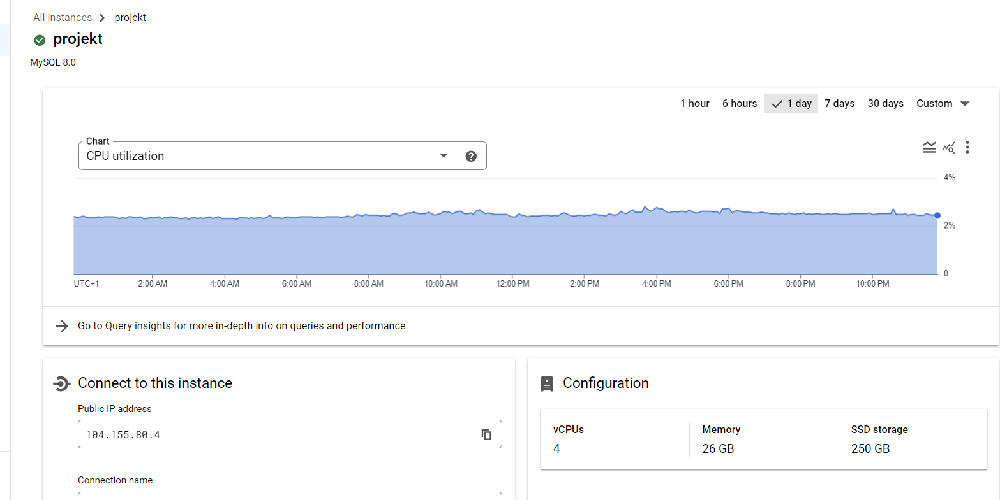 All instances projekt
projekt
MySQL 8.0
1 hour 6 hours 1 day 7 days 30 days Custom
Chart
CPU utilization
4%
2%
0
UTC+1 2:00 AM 4:00 AM 6:00 AM 8:00 AM 10:00 AM 12:00 PM 2:00 PM 4:00 PM 6:00 PM 8:00 PM 10:00 PM
Go to Query insights for more in-depth info on queries and performance
Connect to this instance
Public IP address
104.155.80.4
Connection name
Configuration
vCPUs Memory SSD storage
4 26 GB 250 GB